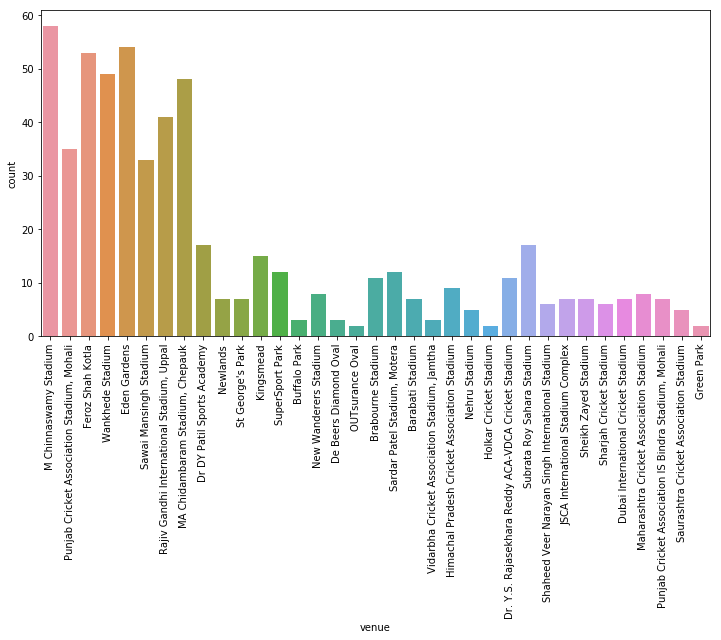 60
50
40
30
20
10
0
count
M Chinnaswamy Stadium
Punjab Cricket Association Stadium, Mohali
Feroz Shah Kotla
Wankhede Stadium
Eden Gardens
Sawai Mansingh Stadium
Rajiv Gandhi International Stadium, Uppal
MA Chidambaram Stadium, Chepauk
Dr DY Patil Sports Academy
Newlands
St George's Park
Kingsmead
SuperSport Park
Buffalo Park
New Wanderers Stadium
De Beers Diamond Oval
OUTsurance Oval
Brabourne Stadium
Sardar Patel Stadium, Motera
Barabati Stadium
Vidarbha Cricket Association Stadium, Jamtha
Himachal Pradesh Cricket Association Stadium
Nehru Stadium
Holkar Cricket Stadium
Dr. Y.S. Rajasekhara Reddy ACA-VDCA Cricket Stadium
Subrata Roy Sahara Stadium
Shaheed Veer Narayan Singh International Stadium
JSCA International Stadium Complex
Sheikh Zayed Stadium
Sharjah Cricket Stadium
Dubai International Cricket Stadium
Maharashtra Cricket Association Stadium
Punjab Cricket Association IS Bindra Stadium, Mohali
Saurashtra Cricket Association Stadium
Green Park
venue